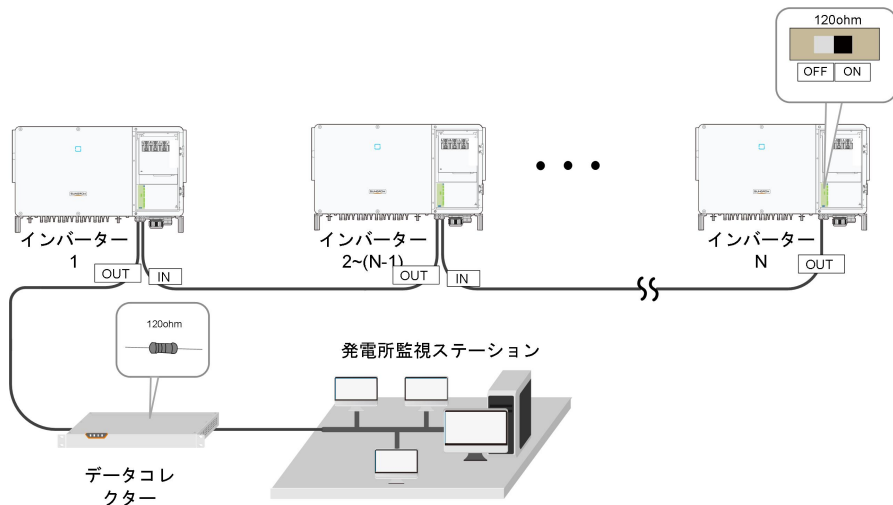 120ohm
OFF ON
インバーター
1
インバーター
2~(N-1)
インバーター
N
OUT
IN
OUT
IN
OUT
120ohm
発電所監視ステーション
データコレ
クター